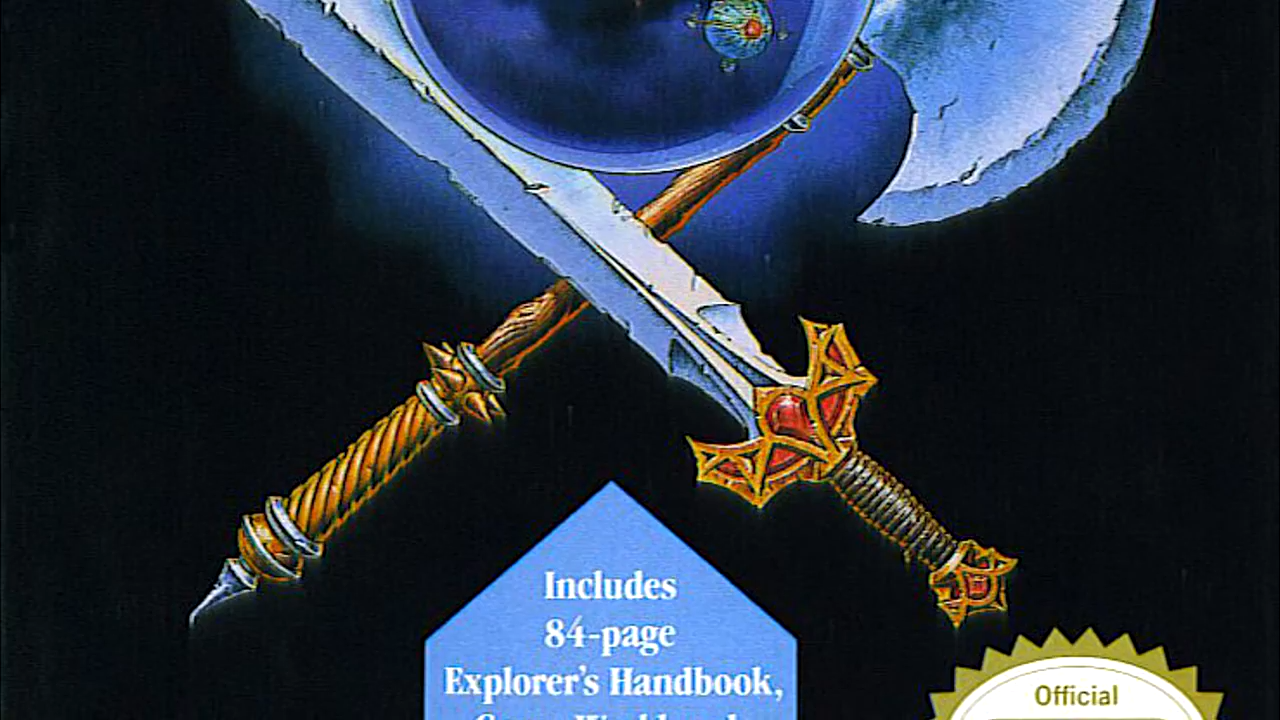 Includes
84-page
Explorer's Handbook,
Official